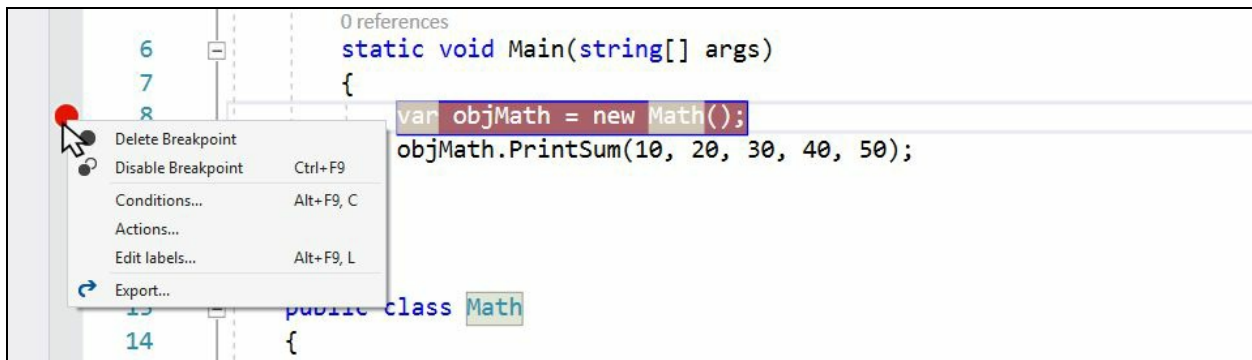 0 references
6 static void Main(string[] args)
7 {
8 var objMath = new Math();
objMath.PrintSum(10, 20, 30, 40, 50);
Delete Breakpoint
Disable Breakpoint Ctrl+F9
Conditions... Alt+F9, C
Actions...
Edit labels... Alt+F9, L
Export...
public class Math
14 {